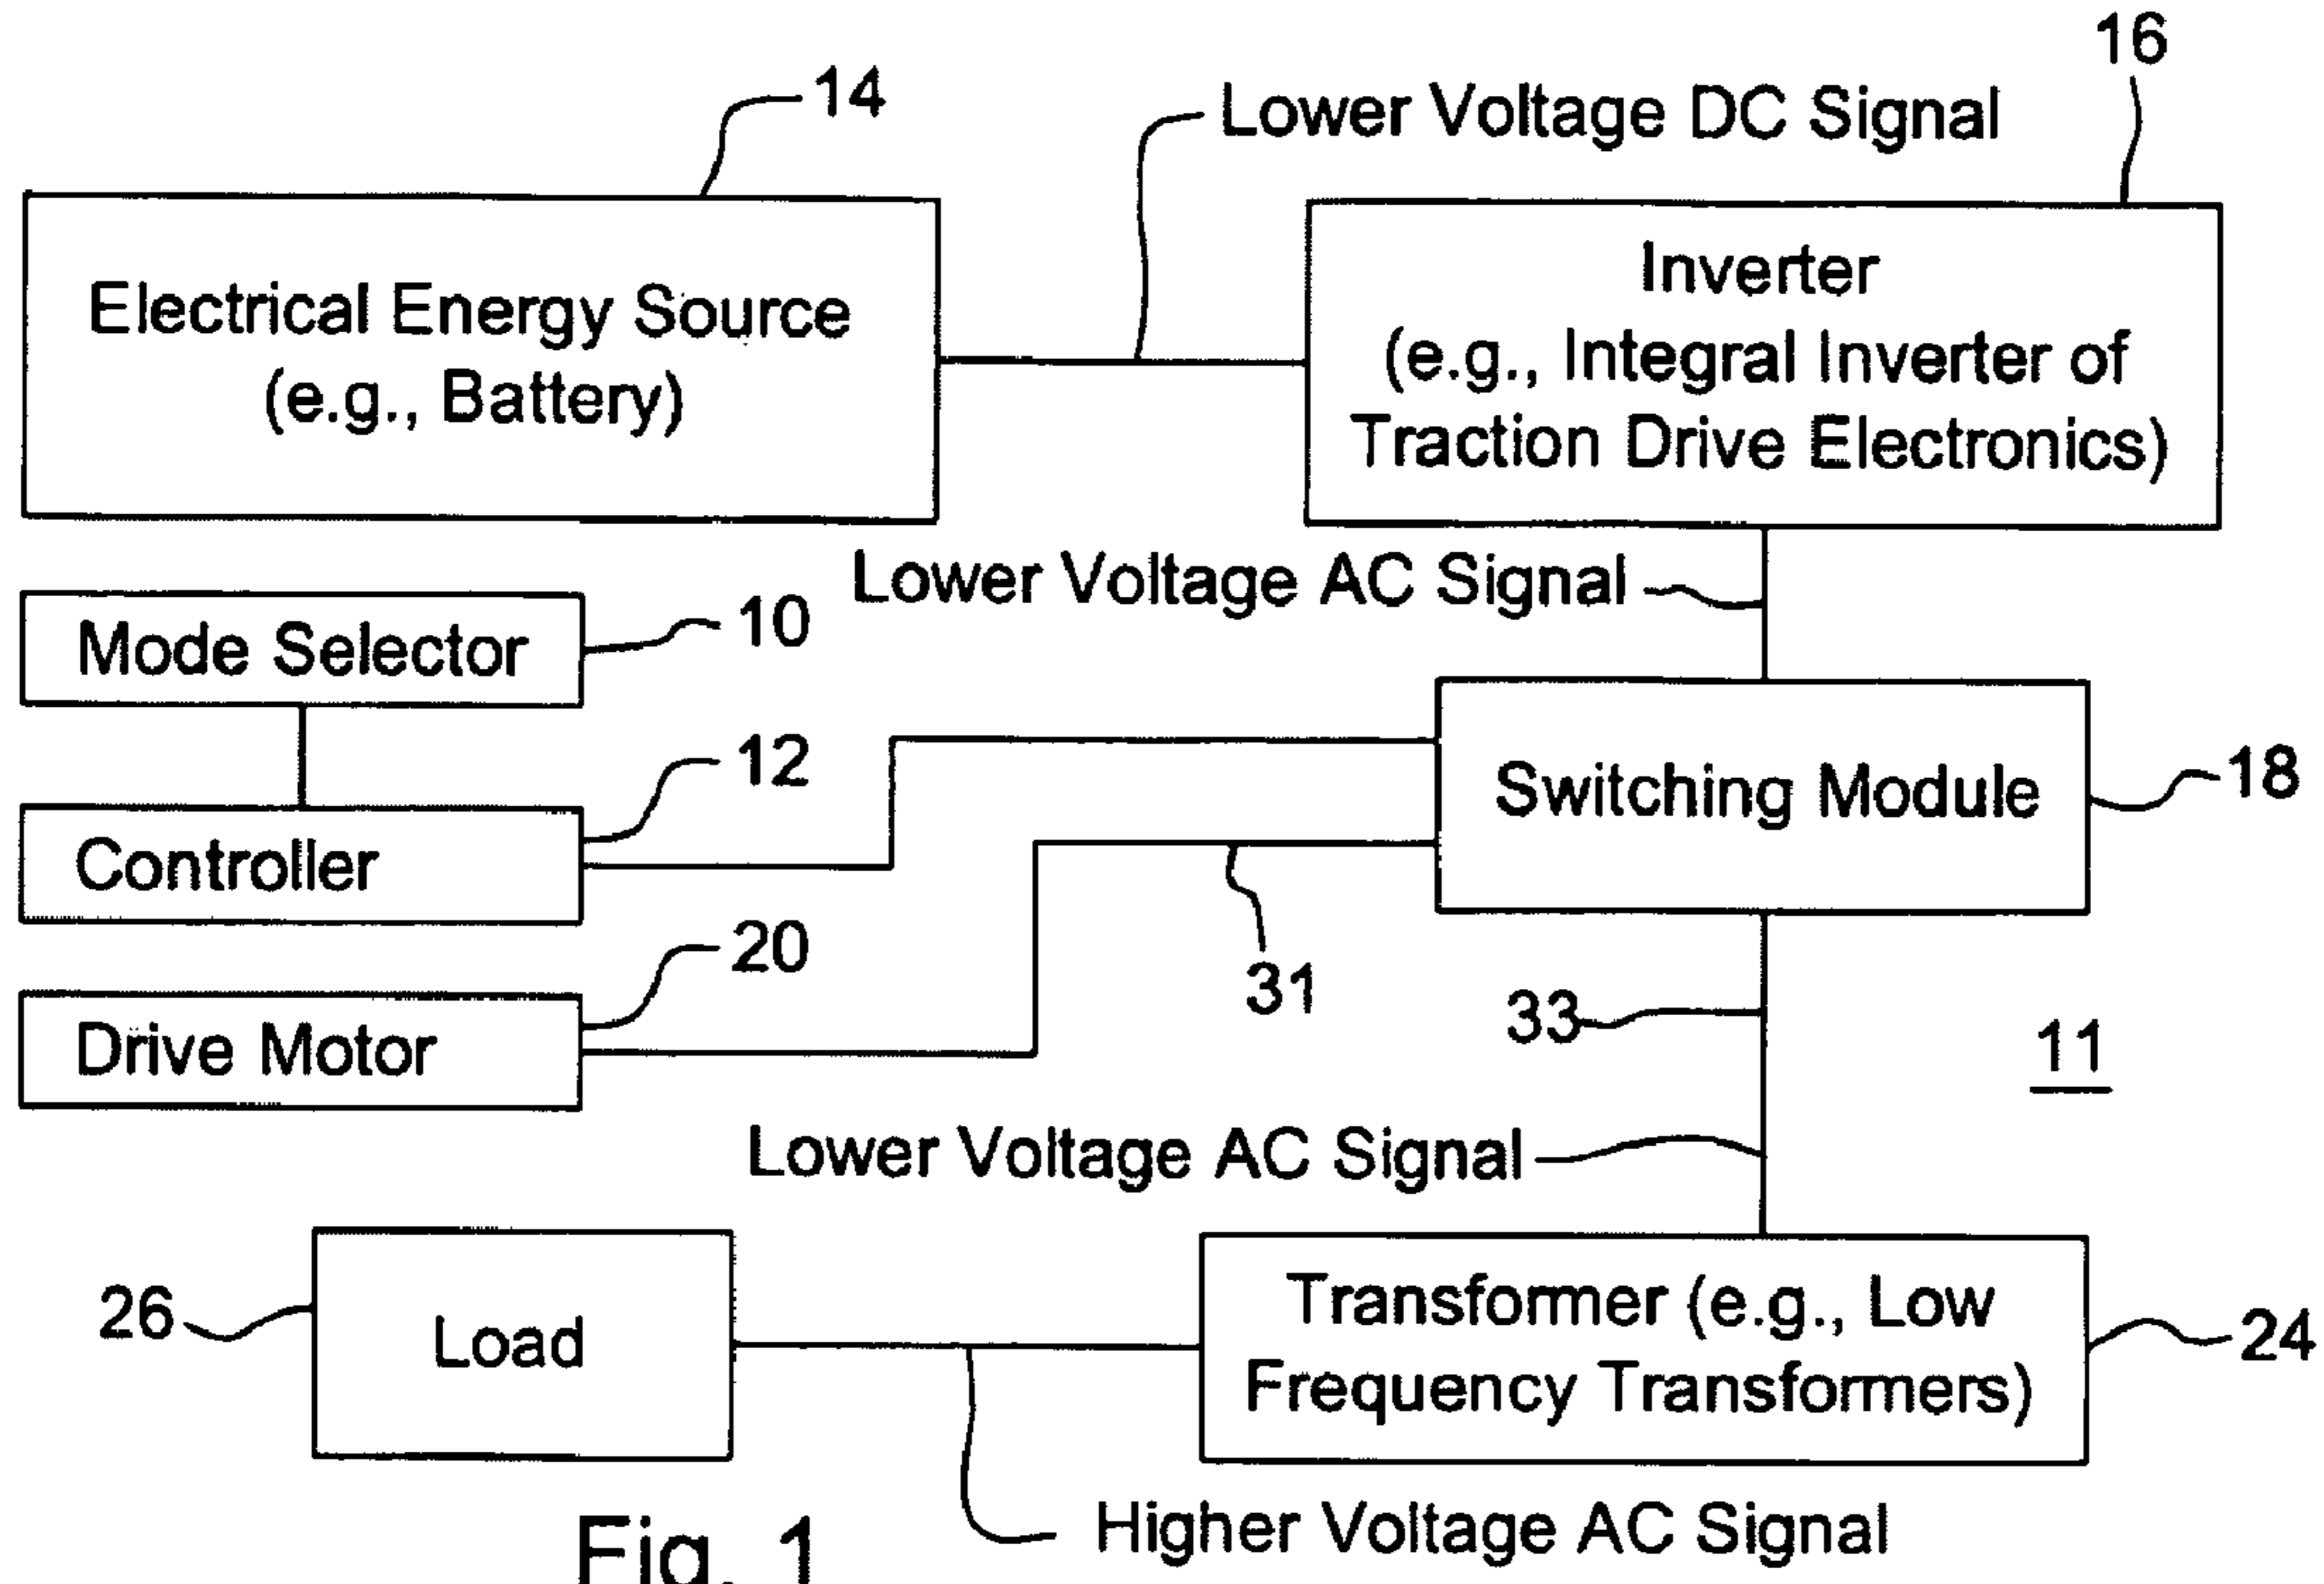 16
14
Lower Voltage DC Signal
Electrical Energy Source
(e.g., Battery)
Inverter
(e.g., Integral Inverter of
Traction Drive Electronics)
Lower Voltage AC Signal
Mode Selector
10
12
Switching Module
18
Controller
20
31
33
11
Drive Motor
Lower Voltage AC Signal
26
Load
Transformer (e.g., Low
Frequency Transformers)
24
Higher Voltage AC Signal
Fig. 1